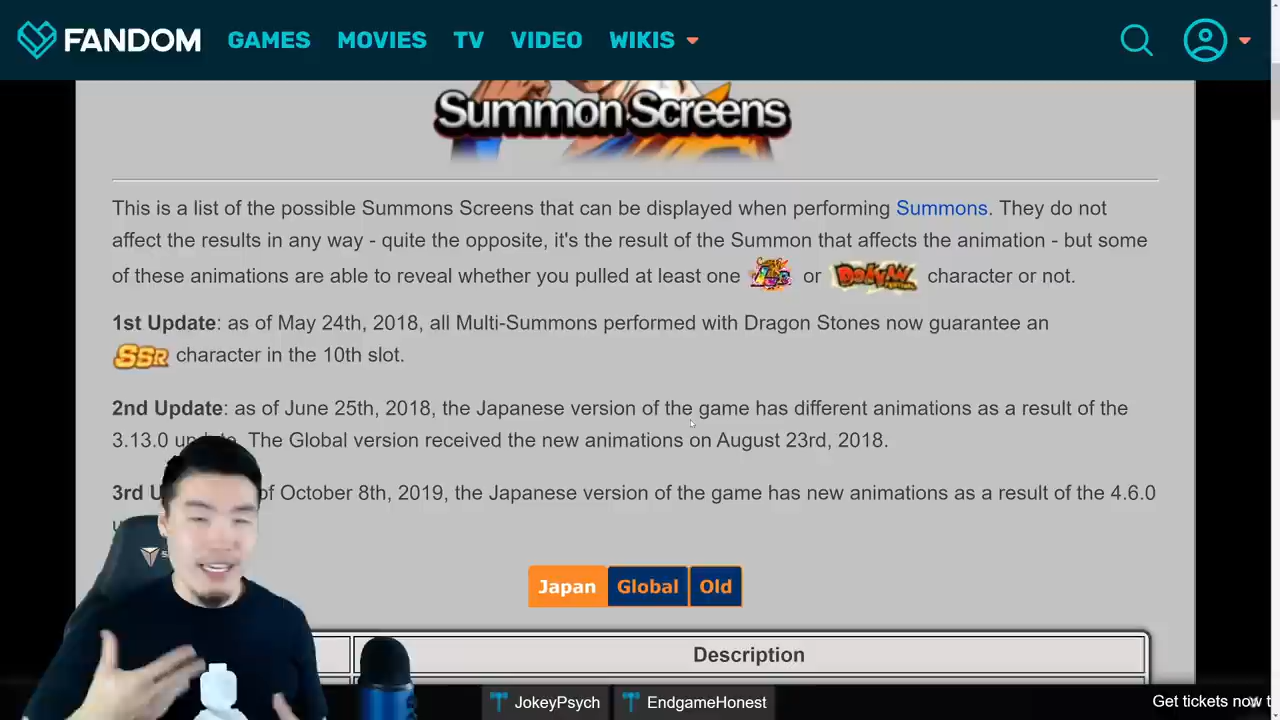 FANDOM GAMES MOVIES TV VIDEO WIKIS
Summon Screens
This is a list of the possible Summons Screens that can be displayed when performing Summons. They do not
affect the results in any way - quite the opposite, it's the result of the Summon that affects the animation - but some
of these animations are able to reveal whether you pulled at least one or DOKKAN FESTIVAL character or not.
1st Update: as of May 24th, 2018, all Multi-Summons performed with Dragon Stones now guarantee an
SSR character in the 10th slot.
2nd Update: as of June 25th, 2018, the Japanese version of the game has different animations as a result of the
3.13.0 The Global version received the new animations on August 23rd, 2018.
3rd of October 8th, 2019, the Japanese version of the game has new animations as a result of the 4.6.0
Japan Global Old
Description
JokeyPsych EndgameHonest
Get tickets now